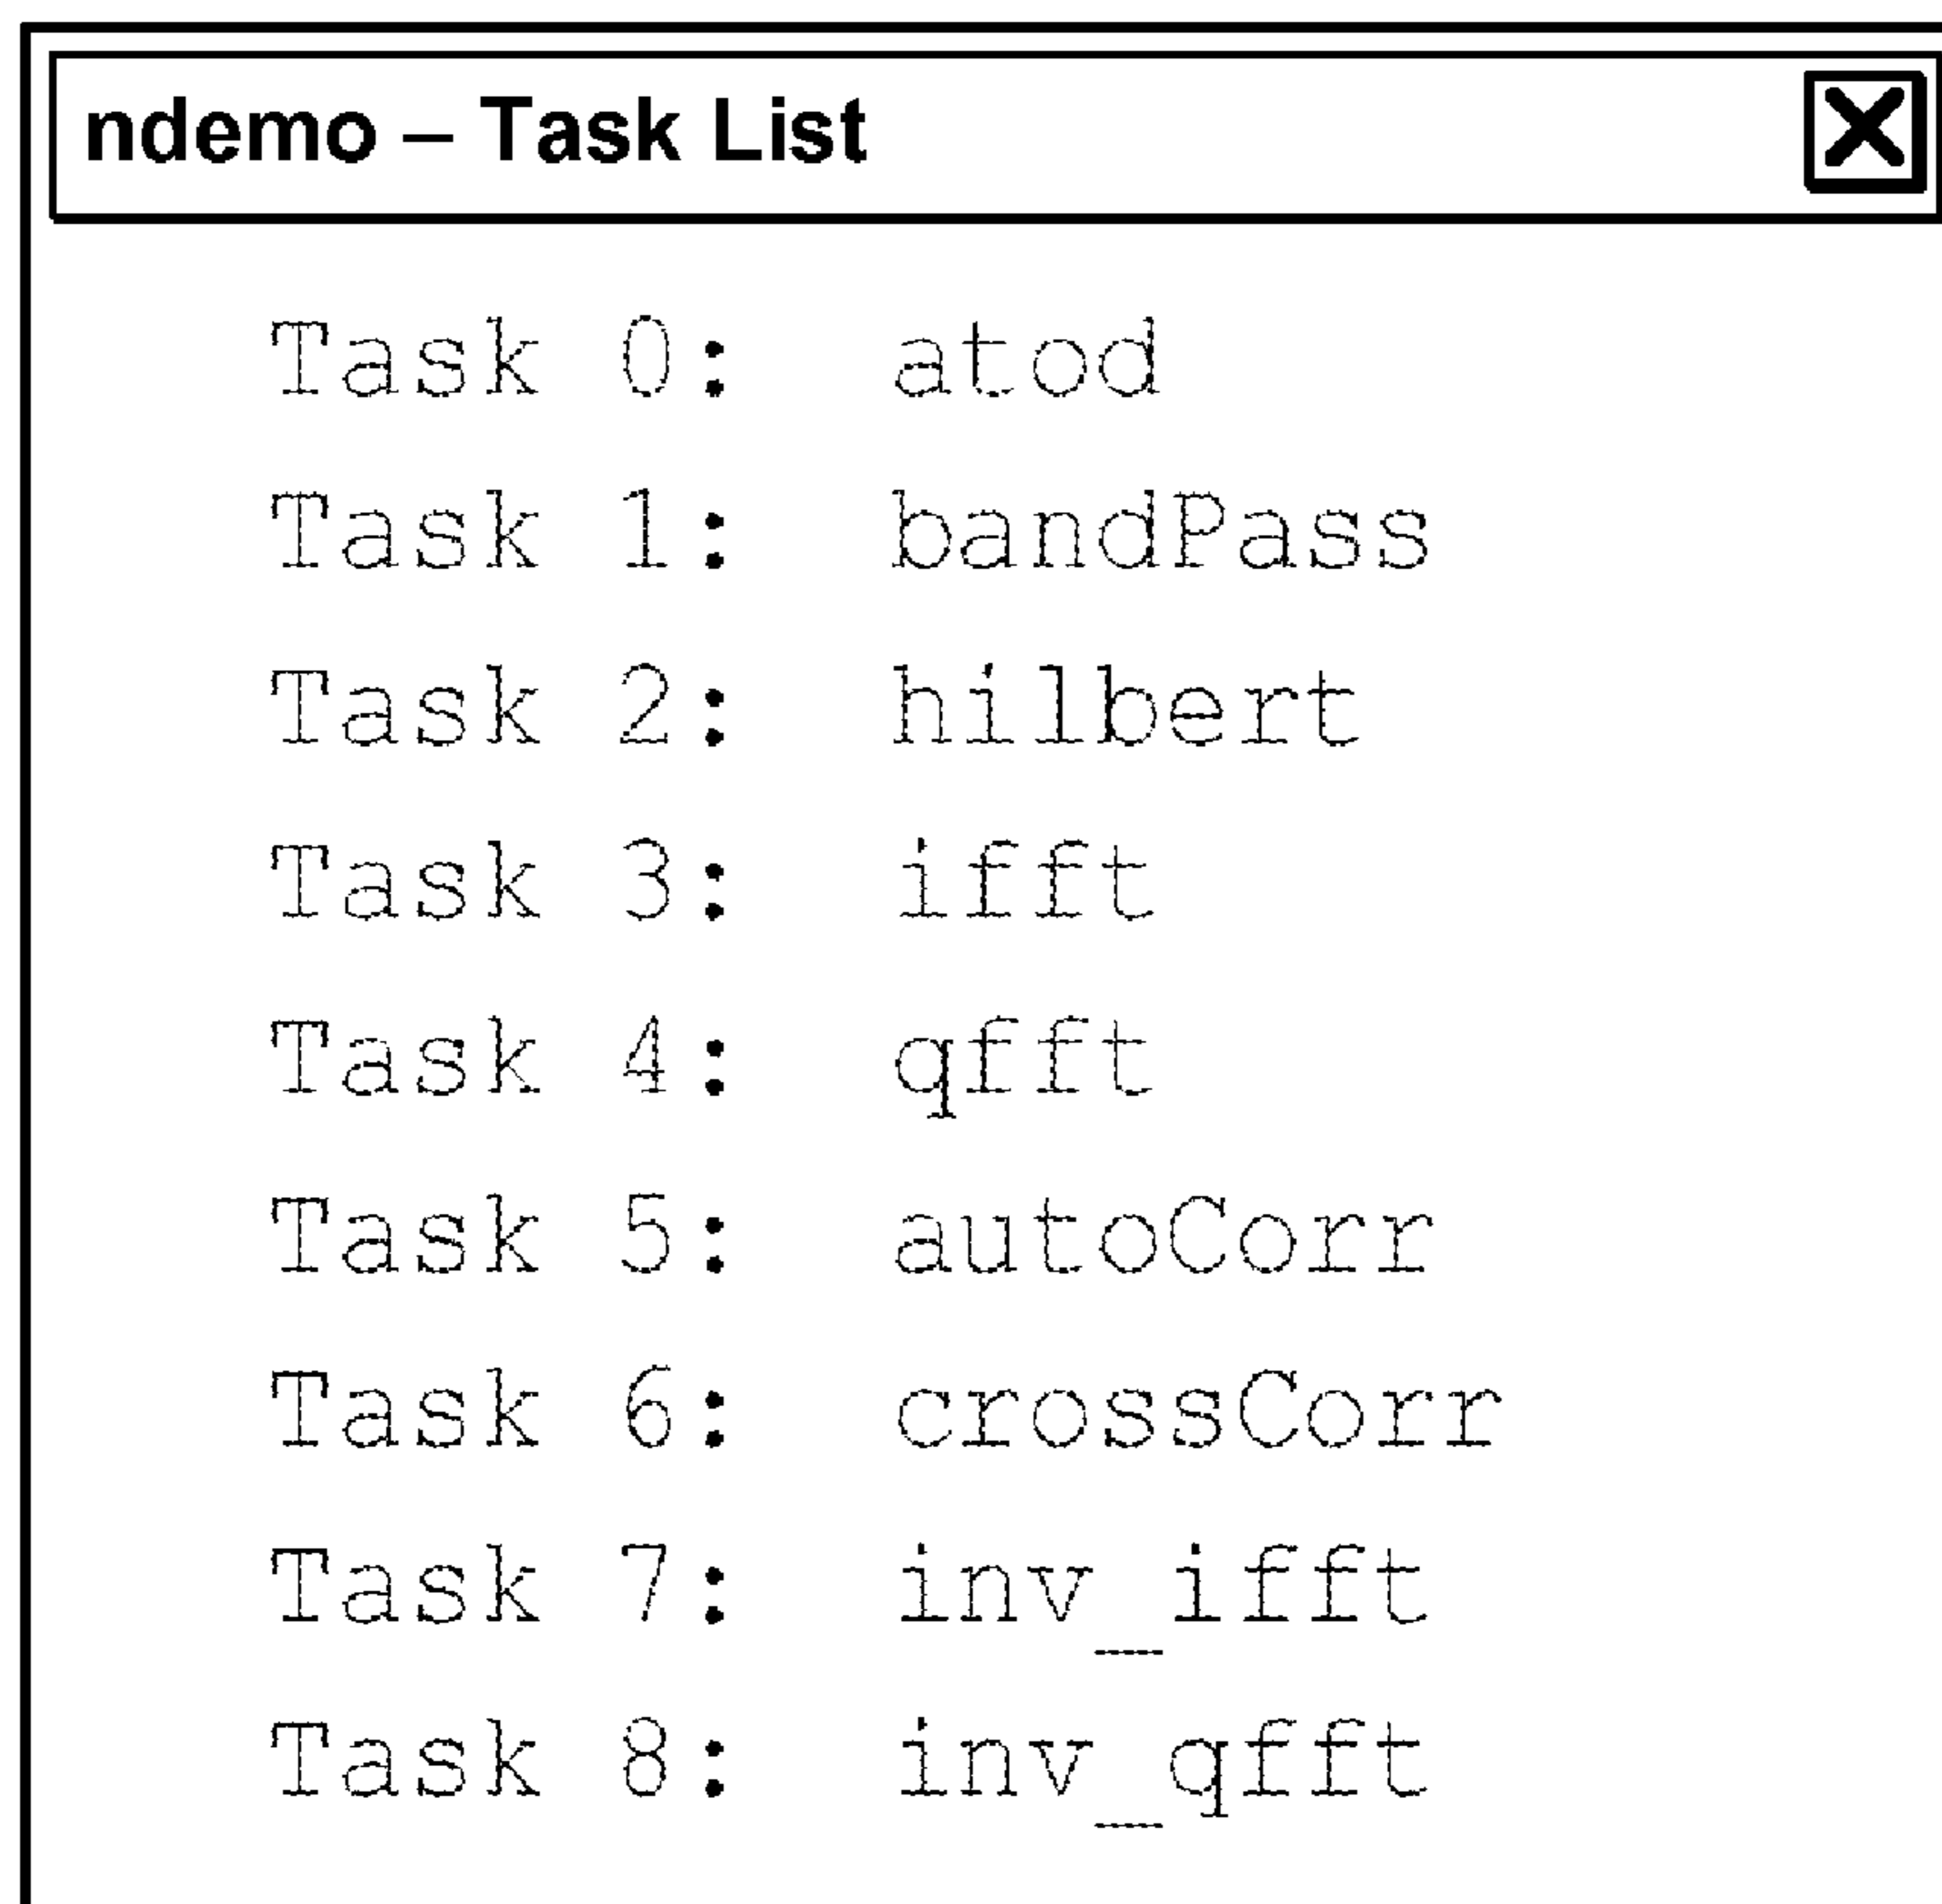 ndemo – Task List
Task 0: atod
Task 1: bandPass
Task 2: hilbert
Task 3: ifft
Task 4: qfft
Task 5: autoCorr
Task 6: crossCorr
Task 7: inv_ifft
Task 8: inv_qfft